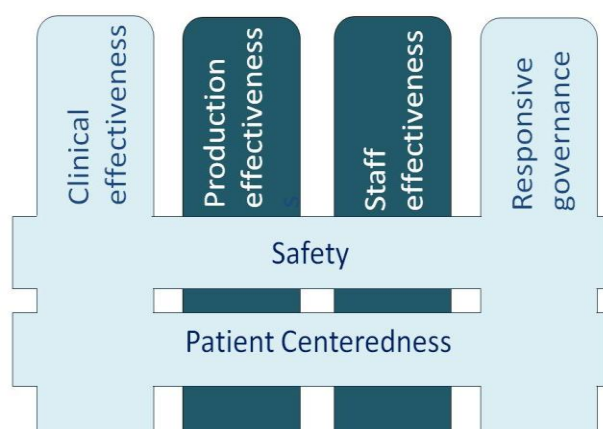 Clinical
effectiveness
Production
effectiveness
s
Staff
effectiveness
Responsive
governance
Safety
Patient Centeredness